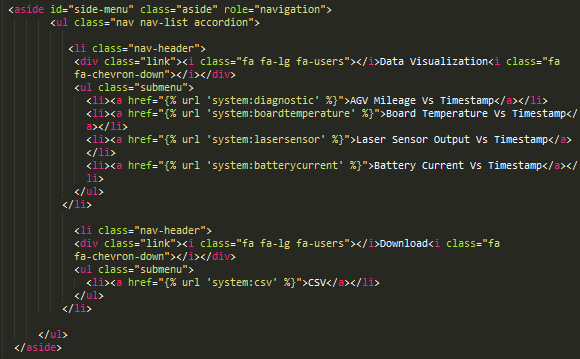 <aside id="side-menu" class="aside" role="navigation">
<ul class="nav nav-list accordion">
<li class="nav-header">
<div class="link"><i class="fa fa-lg fa-users"></i>Data Visualization<i class="fa
fa-chevron-down"></i></div>
<ul class="submenu">
<li><a href="{% url 'system:diagnostic' %}">AGV Mileage Vs Timestamp</a></li>
<li><a href="{% url 'system:boardtemperature' %}">Board Temperature Vs Timestamp</
a></li>
<li><a href="{% url 'system:lasersensor' %}">Laser Sensor Output Vs Timestamp</a>
</li>
<li><a href="{% url 'system:batterycurrent' %}">Battery Current Vs Timestamp</a></
li>
</ul>
</li>
<li class="nav-header">
<div class="link"><i class="fa fa-lg fa-users"></i>Download<i class="fa
fa-chevron-down"></i></div>
<ul class="submenu">
<li><a href="{% url 'system:csv' %}">CSV</a></li>
</ul>
</li>
</ul>
</aside>